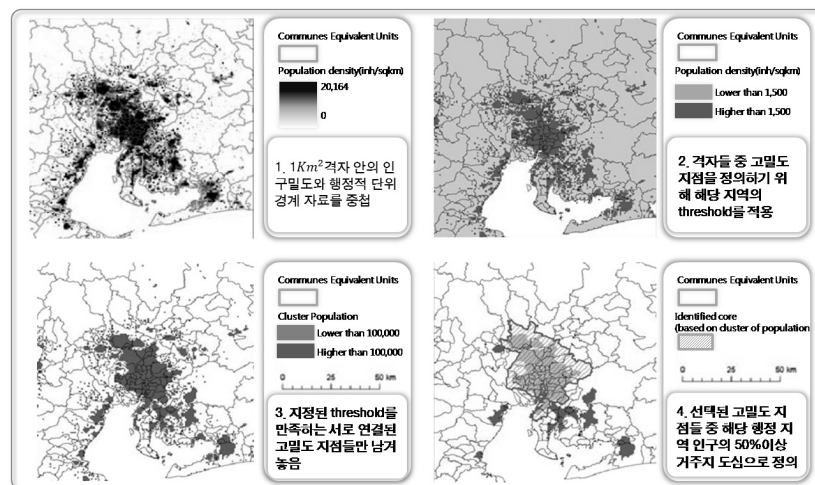 Communes Equivalent Units
Population density(inh/sqkm)
20,164
0
1. 1Km² 격자 안의 인
구밀도와 행정적 단위
경계 자료를 중첩
Communes Equivalent Units
Population density(inh/sqkm)
Lower than 1,500
Higher than 1,500
2. 격자들 중 고밀도
지점을 정의하기 위
해 해당 지역의
threshold를 적용
Communes Equivalent Units
Cluster Population
Lower than 100,000
Higher than 100,000
0 25 50 km
3. 지정된 threshold를
만족하는 서로 연결된
고밀도 지점들만 남겨
놓음
Communes Equivalent Units
Identified core
(based on cluster of population
0 25 50 km
4. 선택된 고밀도 지
점들 중 해당 행정 지
역 인구의 50%이상
거주지 도심으로 정의